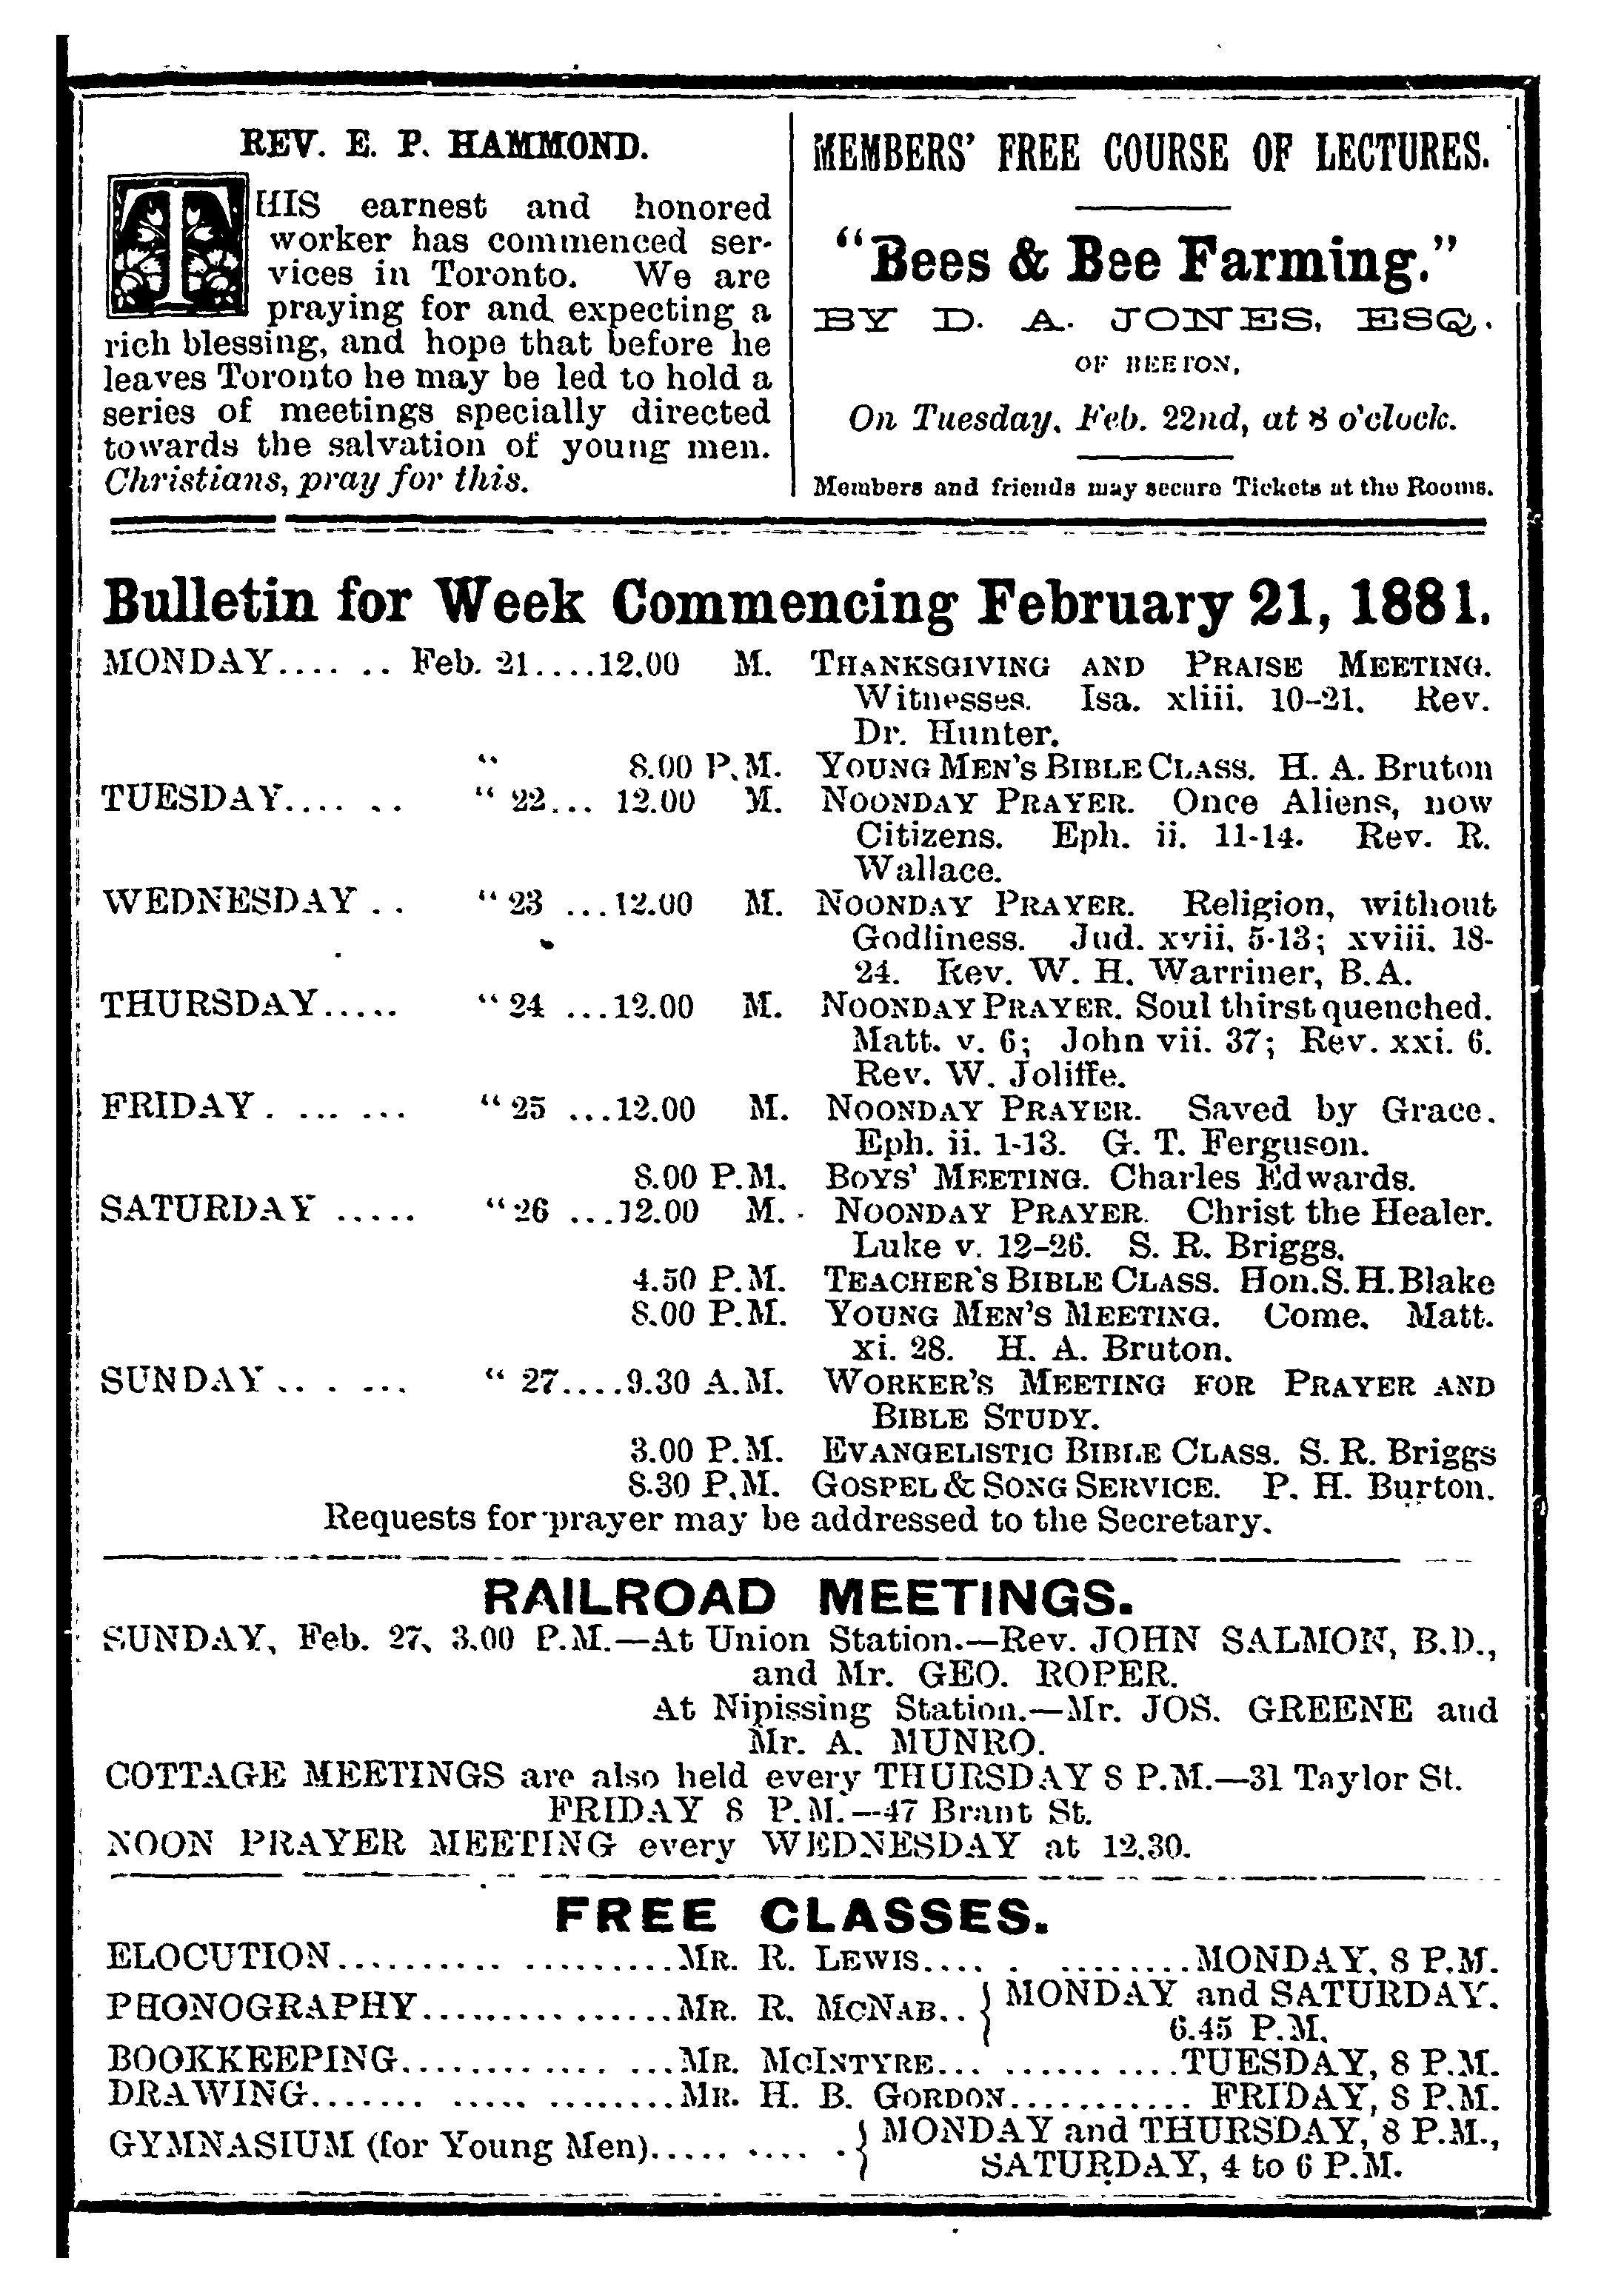 REV. E. P. HAMMOND.
THIS earnest and honored
worker has commenced ser-
vices in Toronto. We are
praying for and expecting a
rich blessing, and hope that before he
leaves Toronto he may be led to hold a
series of meetings specially directed
towards the salvation of young men.
Christians, pray for this.
MEMBERS' FREE COURSE OF LECTURES.
"Bees & Bee Farming."
BY D. A. JONES, ESQ.
OF BEETON,
On Tuesday, Feb. 22nd, at 8 o'clock.
Members and friends may secure Tickets at the Rooms.
Bulletin for Week Commencing February 21, 1881.
MONDAY.... .. Feb. 21....12.00 M. THANKSGIVING AND PRAISE MEETING.
Witnesses. Isa. xliii. 10-21. Rev.
Dr. Hunter.
" 8.00 P.M. YOUNG MEN'S BIBLE CLASS. H. A. Bruton
TUESDAY.... .. " 22... 12.00 M. NOONDAY PRAYER. Once Aliens, now
Citizens. Eph. ii. 11-14. Rev. R.
Wallace.
WEDNESDAY .. " 23 ...12.00 M. NOONDAY PRAYER. Religion, without
Godliness. Jud. xvii. 5-13; xviii. 18-
24. Rev. W. H. Warriner, B.A.
THURSDAY..... " 24 ...12.00 M. NOONDAY PRAYER. Soul thirst quenched.
Matt. v. 6; John vii. 37; Rev. xxi. 6.
Rev. W. Joliffe.
FRIDAY. ... ... " 25 ...12.00 M. NOONDAY PRAYER. Saved by Grace.
Eph. ii. 1-13. G. T. Ferguson.
8.00 P.M. BOYS' MEETING. Charles Edwards.
SATURDAY ..... " 26 ...12.00 M. NOONDAY PRAYER. Christ the Healer.
Luke v. 12-26. S. R. Briggs.
4.50 P.M. TEACHER'S BIBLE CLASS. Hon. S. H. Blake
8.00 P.M. YOUNG MEN'S MEETING. Come. Matt.
xi. 28. H. A. Bruton.
SUNDAY.. . ... " 27....9.30 A.M. WORKER'S MEETING FOR PRAYER AND
BIBLE STUDY.
3.00 P.M. EVANGELISTIC BIBLE CLASS. S. R. Briggs
8.30 P.M. GOSPEL & SONG SERVICE. P. H. Burton.
Requests for prayer may be addressed to the Secretary.
RAILROAD MEETINGS.
SUNDAY, Feb. 27, 3.00 P.M.—At Union Station.—Rev. JOHN SALMON, B.D.,
and Mr. GEO. ROPER.
At Nipissing Station.—Mr. JOS. GREENE and
Mr. A. MUNRO.
COTTAGE MEETINGS are also held every THURSDAY 8 P.M.—31 Taylor St.
FRIDAY 8 P.M.—47 Brant St.
NOON PRAYER MEETING every WEDNESDAY at 12.30.
FREE CLASSES.
ELOCUTION.......... .........MR. R. LEWIS.... . ........MONDAY, 8 P.M.
PHONOGRAPHY...............MR. R. MCNAB.. { MONDAY and SATURDAY,
6.45 P.M.
BOOKKEEPING............. ...MR. MCINTYRE... ...... ....TUESDAY, 8 P.M.
DRAWING....... ..... ........MR. H. B. GORDON............ FRIDAY, 8 P.M.
GYMNASIUM (for Young Men)..... .... . { MONDAY and THURSDAY, 8 P.M.,
SATURDAY, 4 to 6 P.M.